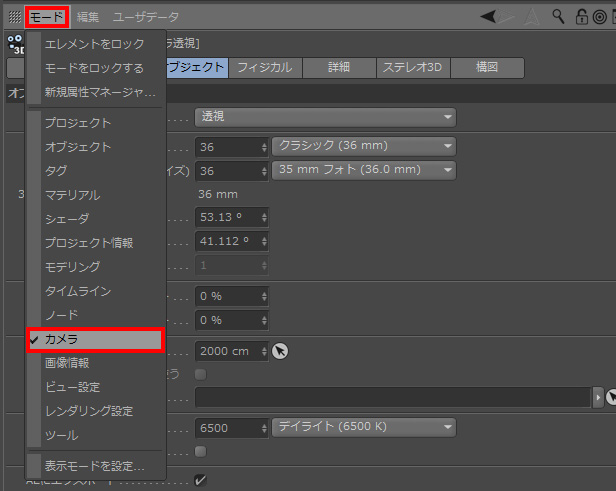 モード 編集 ユーザデータ
エレメントをロック
モードをロックする
新規属性マネージャ...
プロジェクト
オブジェクト
タグ
マテリアル
シェーダ
プロジェクト情報
モデリング
タイムライン
ノード
カメラ
画像情報
ビュー設定
レンダリング設定
ツール
表示モードを設定...
3D
ラ透視]
ブジェクト フィジカル 詳細 ステレオ3D 構図
オブ
透視
36 クラシック (36 mm)
イズ) 36 35 mm フォト (36.0 mm)
3 36 mm
53.13 °
41.112 °
1
0 %
0 %
2000 cm
使う
6500 デイライト (6500 K)